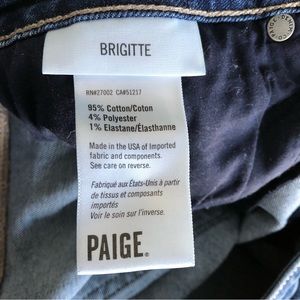 BRIGITTE
RN#27002 CA#51217
95% Cotton/Coton
4% Polyester
1% Elastane/Élasthanne
Made in the USA of Imported
fabric and components.
See care on reverse.
Fabriqué aux États-Unis à partir
de tissus et composants
importés
Voir le soin sur l'inverse.
PAIGE®